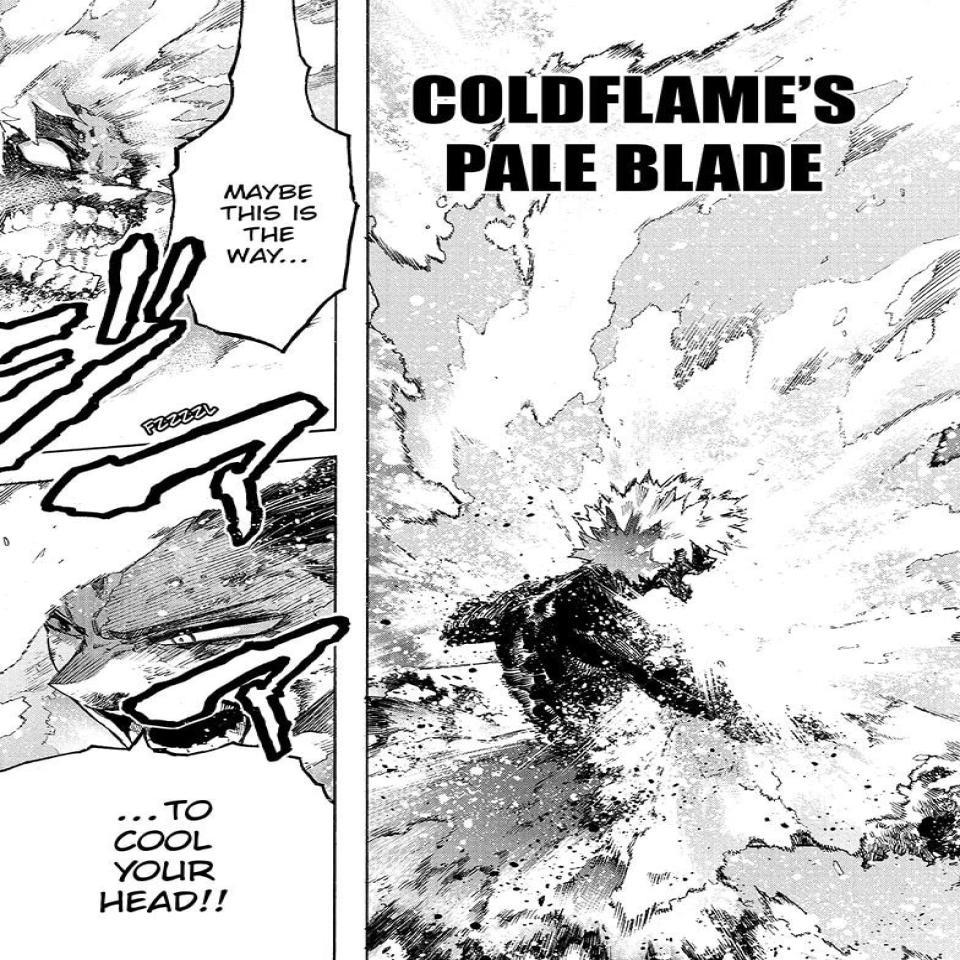 MAYBE
THIS IS
THE
WAY...
FZZZZL
...TO
COOL
YOUR
HEAD!!
COLDFLAME'S
PALE BLADE